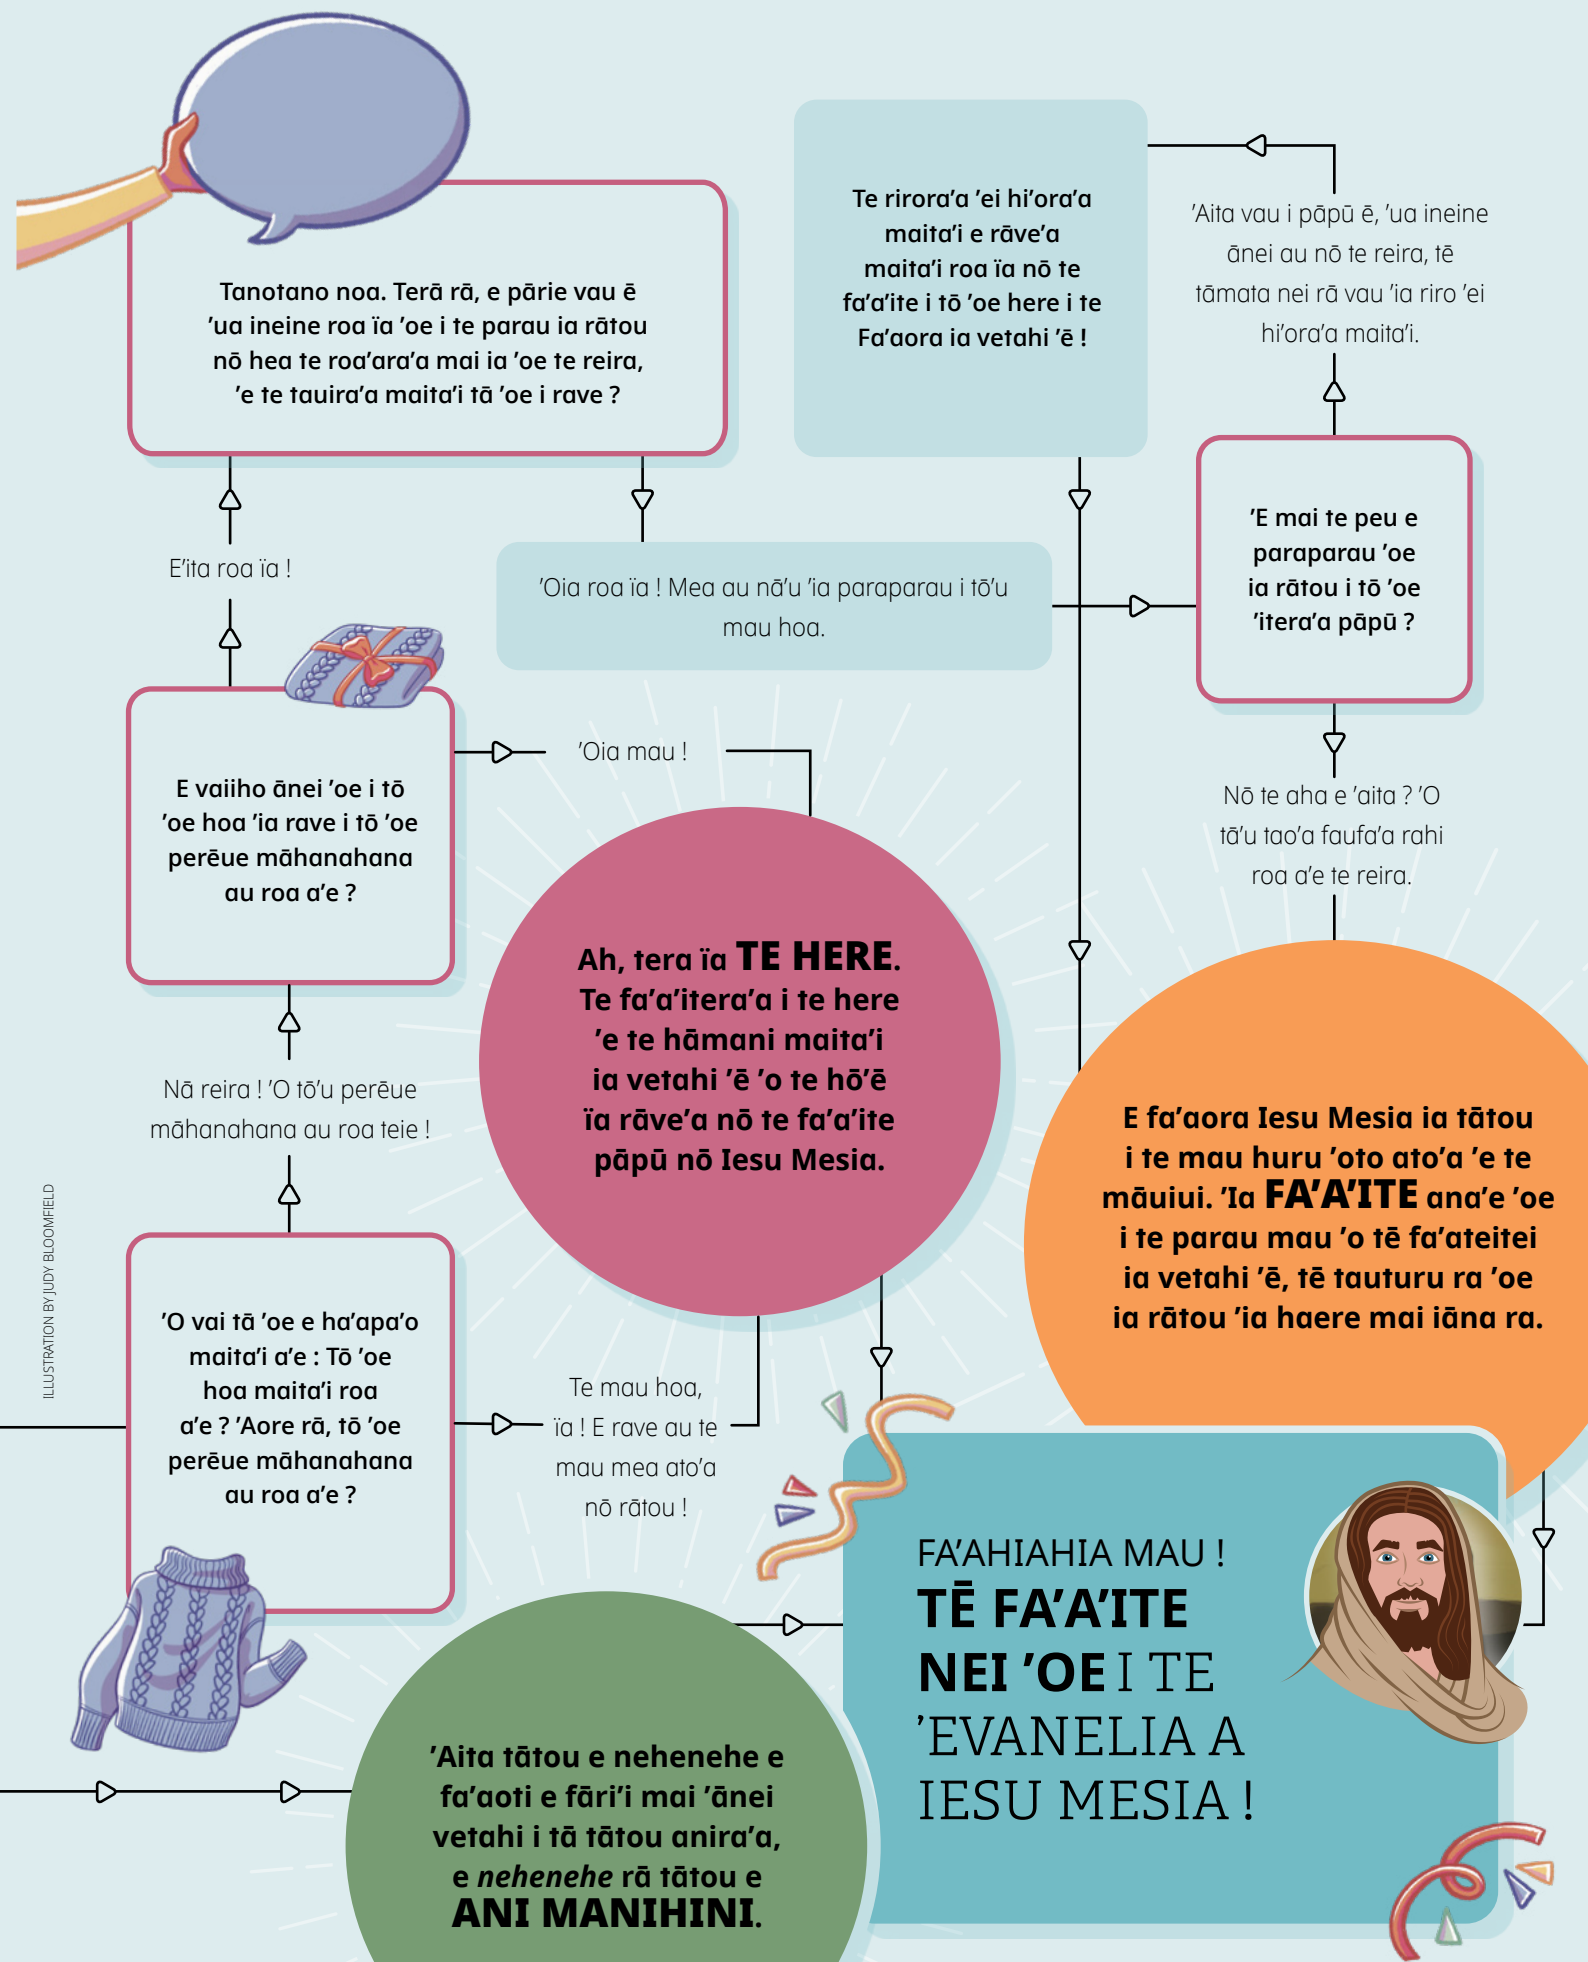 Tanotano noa. Terā rā, e pārie vau ē
’ua ineine roa ïa ’oe i te parau ia rātou
nō hea te roa’ara’a mai ia ’oe te reira,
’e te tauira’a maita’i tā ’oe i rave ?
Te rirora’a ’ei hi’ora’a
maita’i e rāve’a
maita’i roa ïa nō te
fa’a’ite i tō ’oe here i te
Fa’aora ia vetahi ’ē !
’Aita vau i pāpū ē, ’ua ineine
ānei au nō te reira, tē
tāmata nei rā vau ’ia riro ’ei
hi’ora’a maita’i.
E’ita roa ïa !
’Oia roa ïa ! Mea au nā’u ’ia paraparau i tō’u
mau hoa.
’E mai te peu e
paraparau ’oe
ia rātou i tō ’oe
’itera’a pāpū ?
E vaiiho ānei ’oe i tō
’oe hoa ’ia rave i tō ’oe
perēue māhanahana
au roa a’e ?
’Oia mau !
Nō te aha e ’aita ? ’O
tā’u tao’a faufa’a rahi
roa a’e te reira.
Ah, tera ïa TE HERE.
Te fa’a’itera’a i te here
’e te hāmani maita’i
ia vetahi ’ē ’o te hō’ē
ïa rāve’a nō te fa’a’ite
pāpū nō Iesu Mesia.
Nā reira ! ’O tō’u perēue
māhanahana au roa teie !
E fa’aora Iesu Mesia ia tātou
i te mau huru ’oto ato’a ’e te
māuiui. ’Ia FA’A’ITE ana’e ’oe
i te parau mau ’o tē fa’ateitei
ia vetahi ’ē, tē tauturu ra ’oe
ia rātou ’ia haere mai iāna ra.
ILLUSTRATION BY JUDY BLOOMFIELD
’O vai tā ’oe e ha’apa’o
maita’i a’e : Tō ’oe
hoa maita’i roa
a’e ? ’Aore rā, tō ’oe
perēue māhanahana
au roa a’e ?
Te mau hoa,
ïa ! E rave au te
mau mea ato’a
nō rātou !
FA’AHIAHIA MAU !
TĒ FA’A’ITE
NEI ’OE I TE
’EVANELIA A
IESU MESIA !
’Aita tātou e nehenehe e
fa’aoti e fāri’i mai ’ānei
vetahi i tā tātou anira’a,
e nehenehe rā tātou e
ANI MANIHINI.